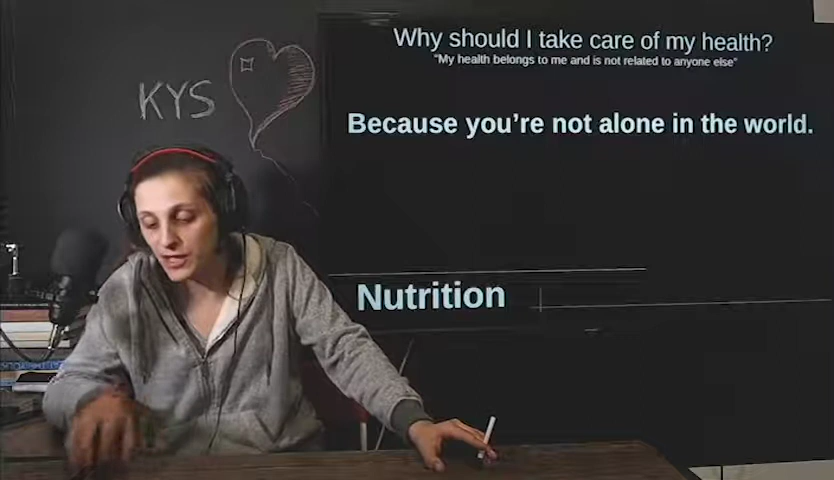 Why should I take care of my health?
"My health belongs to me and is not related to anyone else"
KYS
Because you're not alone in the world.
Nutrition